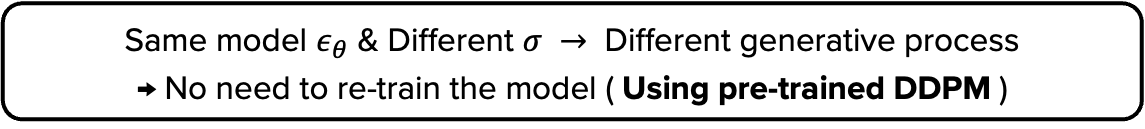 Same model ϵθ & Different σ → Different generative process
➔ No need to re-train the model ( Using pre-trained DDPM )